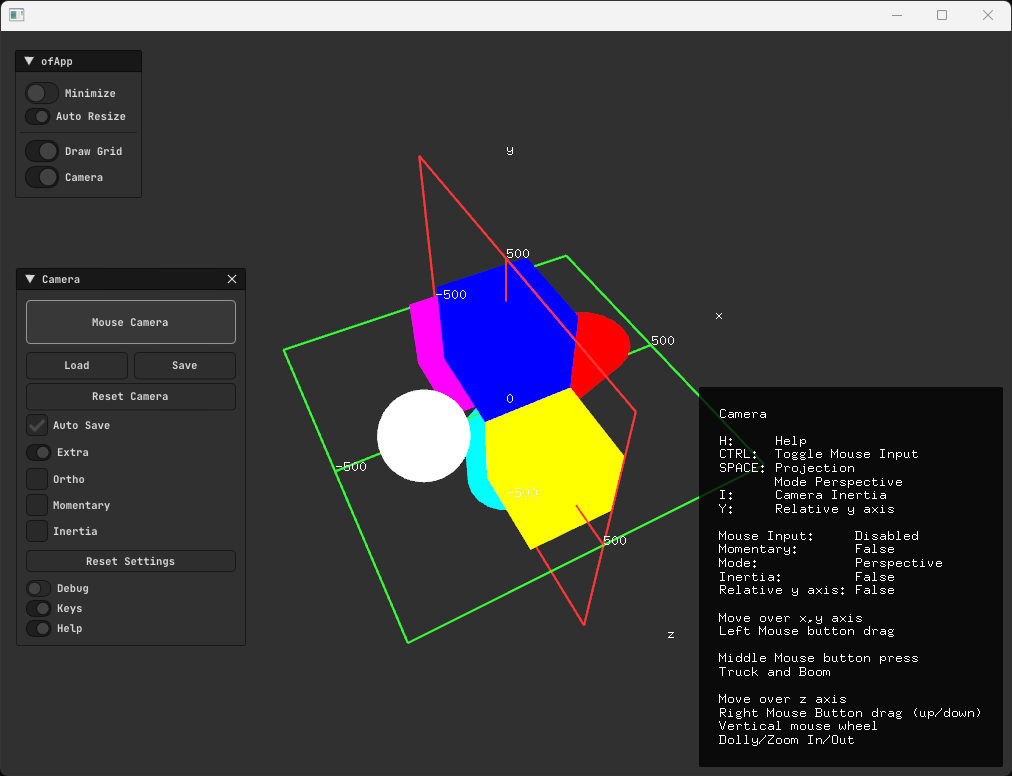 ofApp
Minimize
Auto Resize
Draw Grid
Camera
Camera
Mouse Camera
Load Save
Reset Camera
Auto Save
Extra
Ortho
Momentary
Inertia
Reset Settings
Debug
Keys
Help
y
500
-500
x
500
0
-500
-500
500
z
Camera
H: Help
CTRL: Toggle Mouse Input
SPACE: Projection
Mode Perspective
I: Camera Inertia
Y: Relative y axis
Mouse Input: Disabled
Momentary: False
Mode: Perspective
Inertia: False
Relative y axis: False
Move over x,y axis
Left Mouse button drag
Middle Mouse button press
Truck and Boom
Move over z axis
Right Mouse Button drag (up/down)
Vertical mouse wheel
Dolly/Zoom In/Out